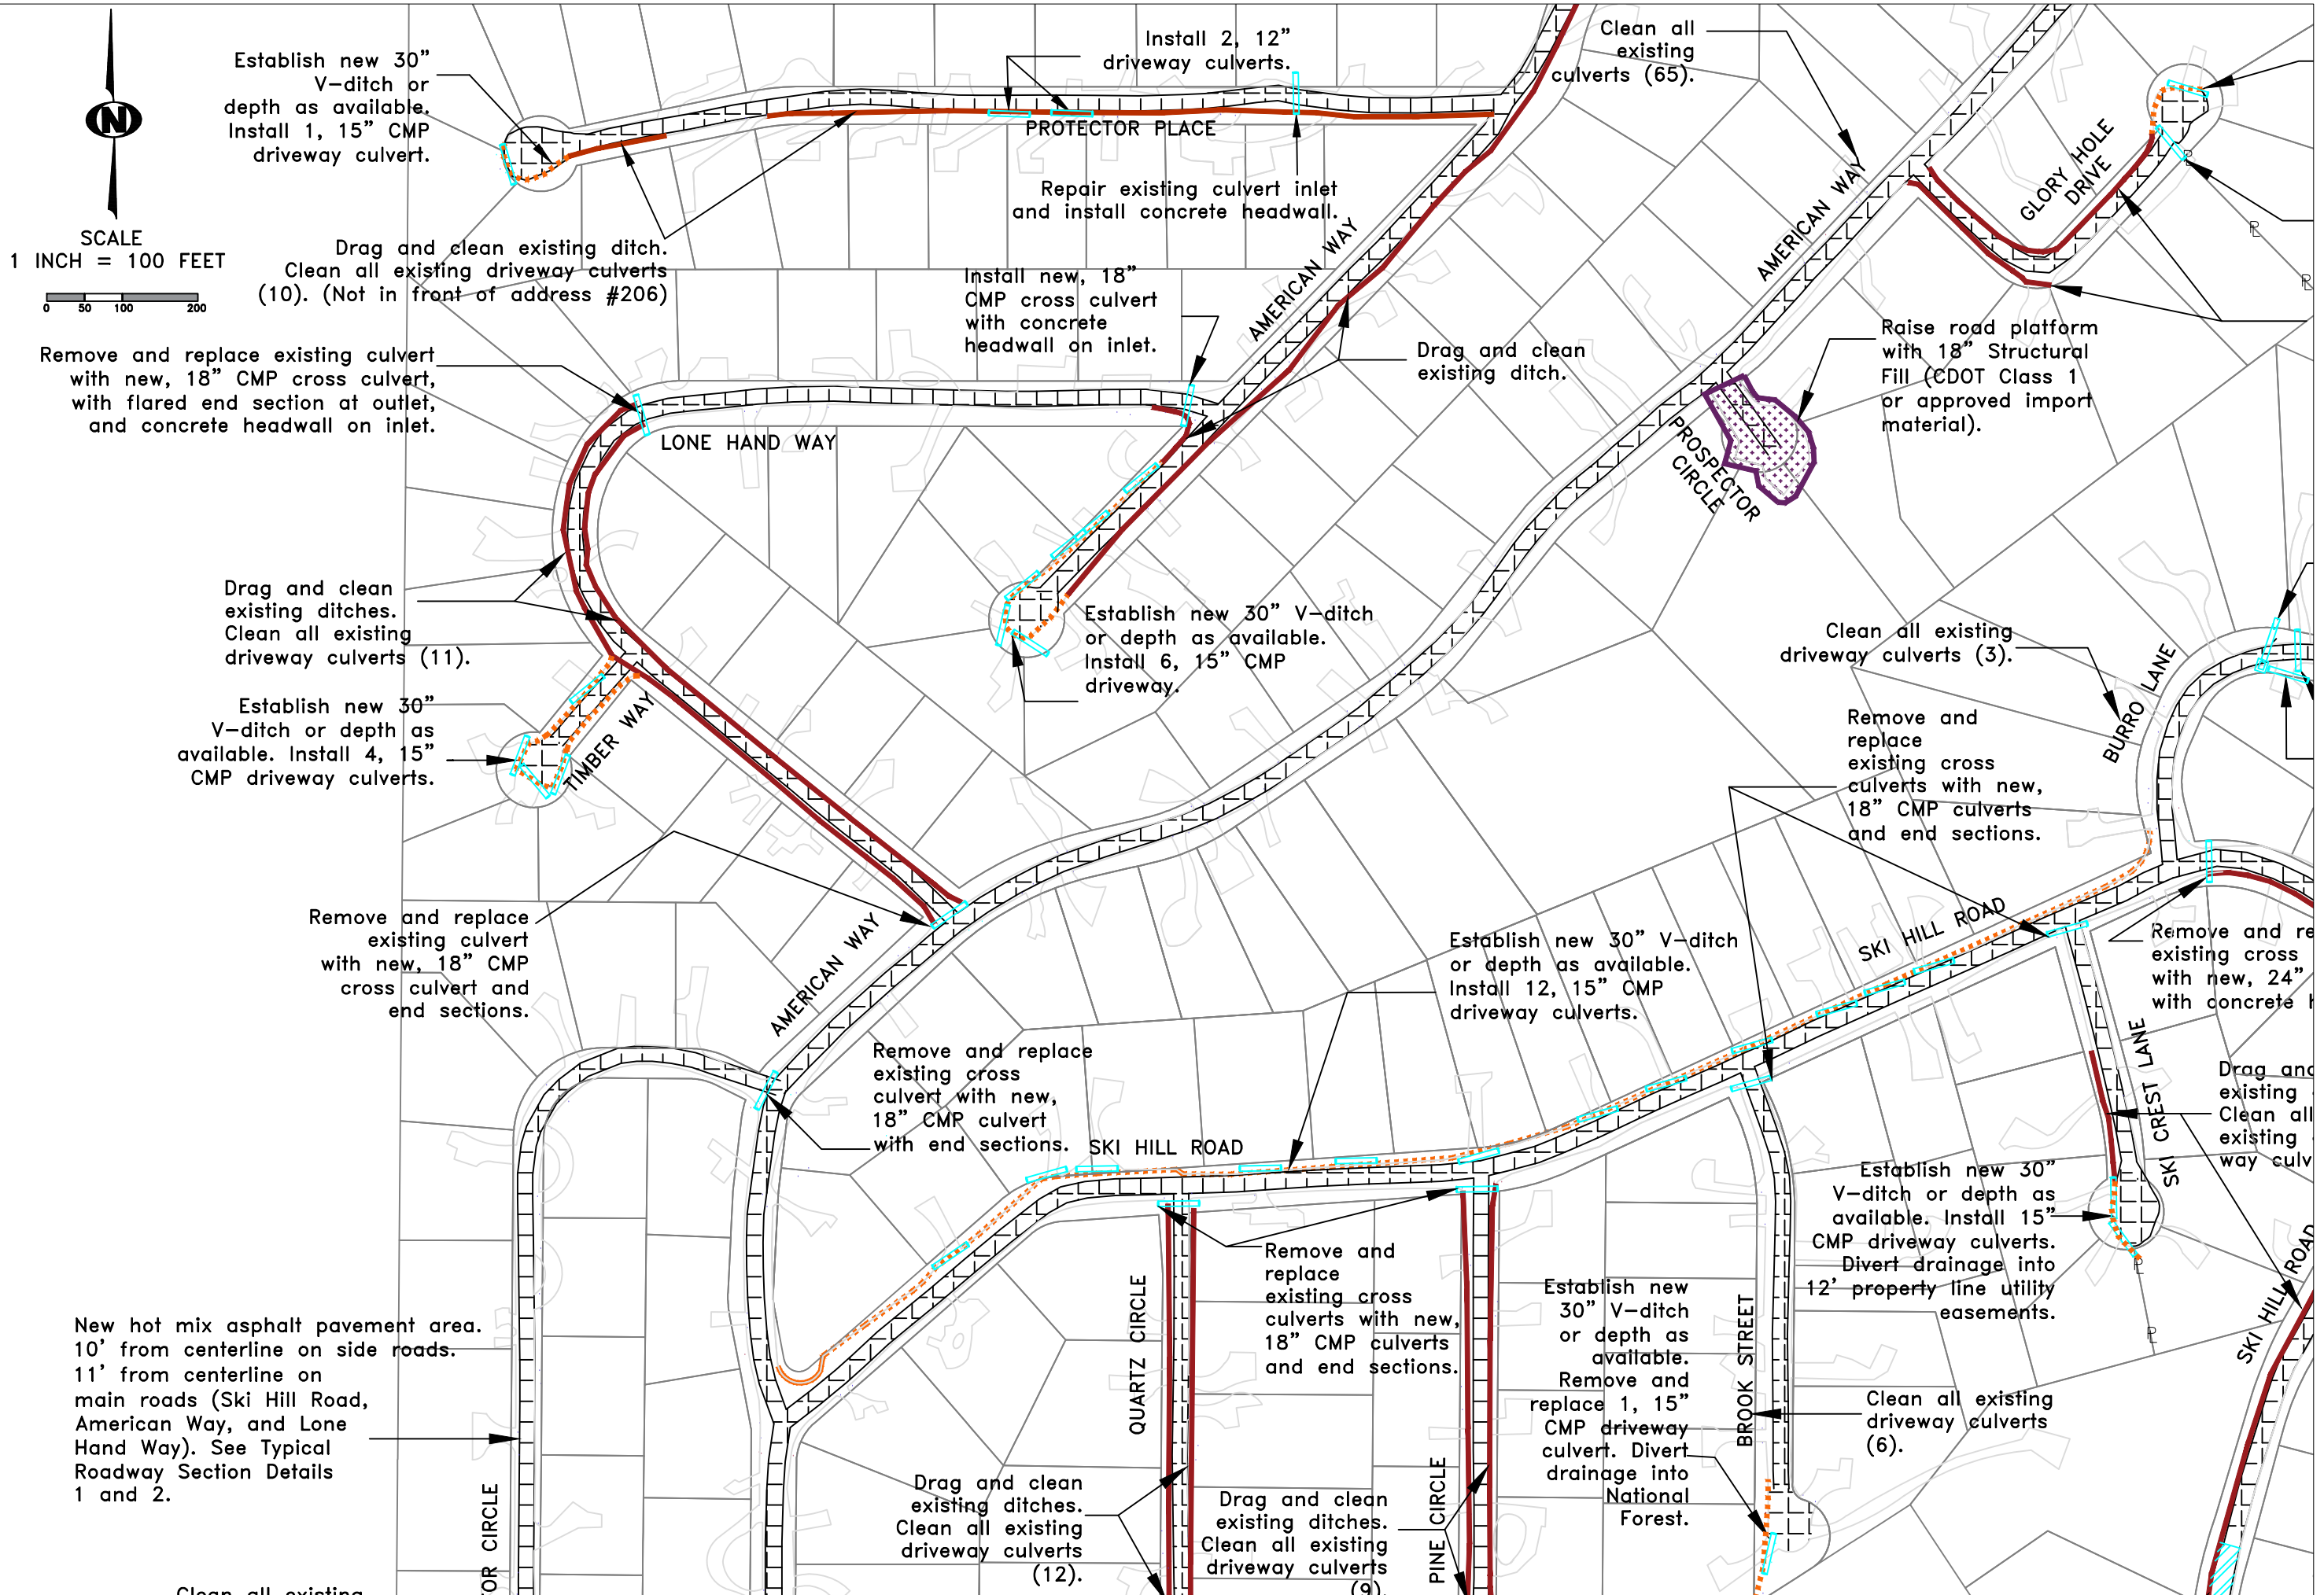 Establish new 30”
V-ditch or
depth as available.
Install 1, 15” CMP
driveway culvert.
Install 2, 12”
driveway culverts.
Clean all
existing
culverts (65).
N
SCALE
1 INCH = 100 FEET
0 50 100 200
PROTECTOR PLACE
Repair existing culvert inlet
and install concrete headwall.
Drag and clean existing ditch.
Clean all existing driveway culverts
(10). (Not in front of address #206)
Install new, 18”
CMP cross culvert
with concrete
headwall on inlet.
AMERICAN WAY
AMERICAN WAY
GLORY HOLE
DRIVE
PL
PL
PL
Drag and clean
existing ditch.
Raise road platform
with 18” Structural
Fill (CDOT Class 1
or approved import
material).
Remove and replace existing culvert
with new, 18” CMP cross culvert,
with flared end section at outlet,
and concrete headwall on inlet.
LONE HAND WAY
PROSPECTOR
CIRCLE
Drag and clean
existing ditches.
Clean all existing
driveway culverts (11).
Establish new 30” V-ditch
or depth as available.
Install 6, 15” CMP
driveway.
Clean all existing
driveway culverts (3).
BURRO LANE
Establish new 30”
V-ditch or depth as
available. Install 4, 15”
CMP driveway culverts.
TIMBER WAY
Remove and
replace
existing cross
culverts with new,
18” CMP culverts
and end sections.
Remove and replace
existing culvert
with new, 18” CMP
cross culvert and
end sections.
AMERICAN WAY
Establish new 30” V-ditch
or depth as available.
Install 12, 15” CMP
driveway culverts.
SKI HILL ROAD
Remove and re
existing cross
with new, 24”
with concrete h
Remove and replace
existing cross
culvert with new,
18” CMP culvert
with end sections.
SKI HILL ROAD
SKI CREST LANE
Drag and
existing
Clean all
existing
way culv
Establish new 30”
V-ditch or depth as
available. Install 15”
CMP driveway culverts.
Divert drainage into
12’ property line utility
easements.
PL
PL
SKI HILL ROAD
Remove and
replace
existing cross
culverts with new,
18” CMP culverts
and end sections.
QUARTZ CIRCLE
Establish new
30” V-ditch
or depth as
available.
Remove and
replace 1, 15”
CMP driveway
culvert. Divert
drainage into
National
Forest.
BROOK STREET
Clean all existing
driveway culverts
(6).
New hot mix asphalt pavement area.
10’ from centerline on side roads.
11’ from centerline on
main roads (Ski Hill Road,
American Way, and Lone
Hand Way). See Typical
Roadway Section Details
1 and 2.
TOR CIRCLE
Drag and clean
existing ditches.
Clean all existing
driveway culverts
(12).
Drag and clean
existing ditches.
Clean all existing
driveway culverts
(9).
PINE CIRCLE
Clean all existing